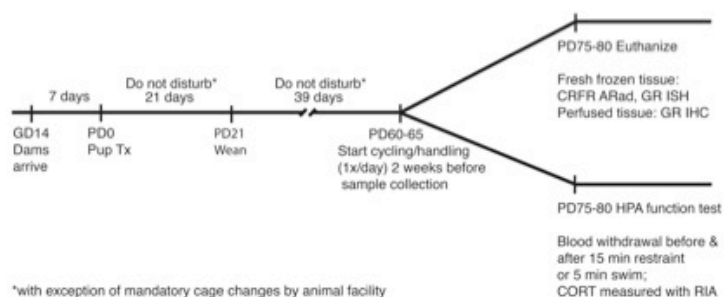 7 days
Do not disturb*
21 days
Do not disturb*
39 days
GD14
Dams
arrive
PD0
Pup Tx
PD21
Wean
PD60-65
Start cycling/handling
(1x/day) 2 weeks before
sample collection
PD75-80 Euthanize
Fresh frozen tissue:
CRFR ARad, GR ISH
Perfused tissue: GR IHC
PD75-80 HPA function test
Blood withdrawal before &
after 15 min restraint
or 5 min swim;
CORT measured with RIA
*with exception of mandatory cage changes by animal facility